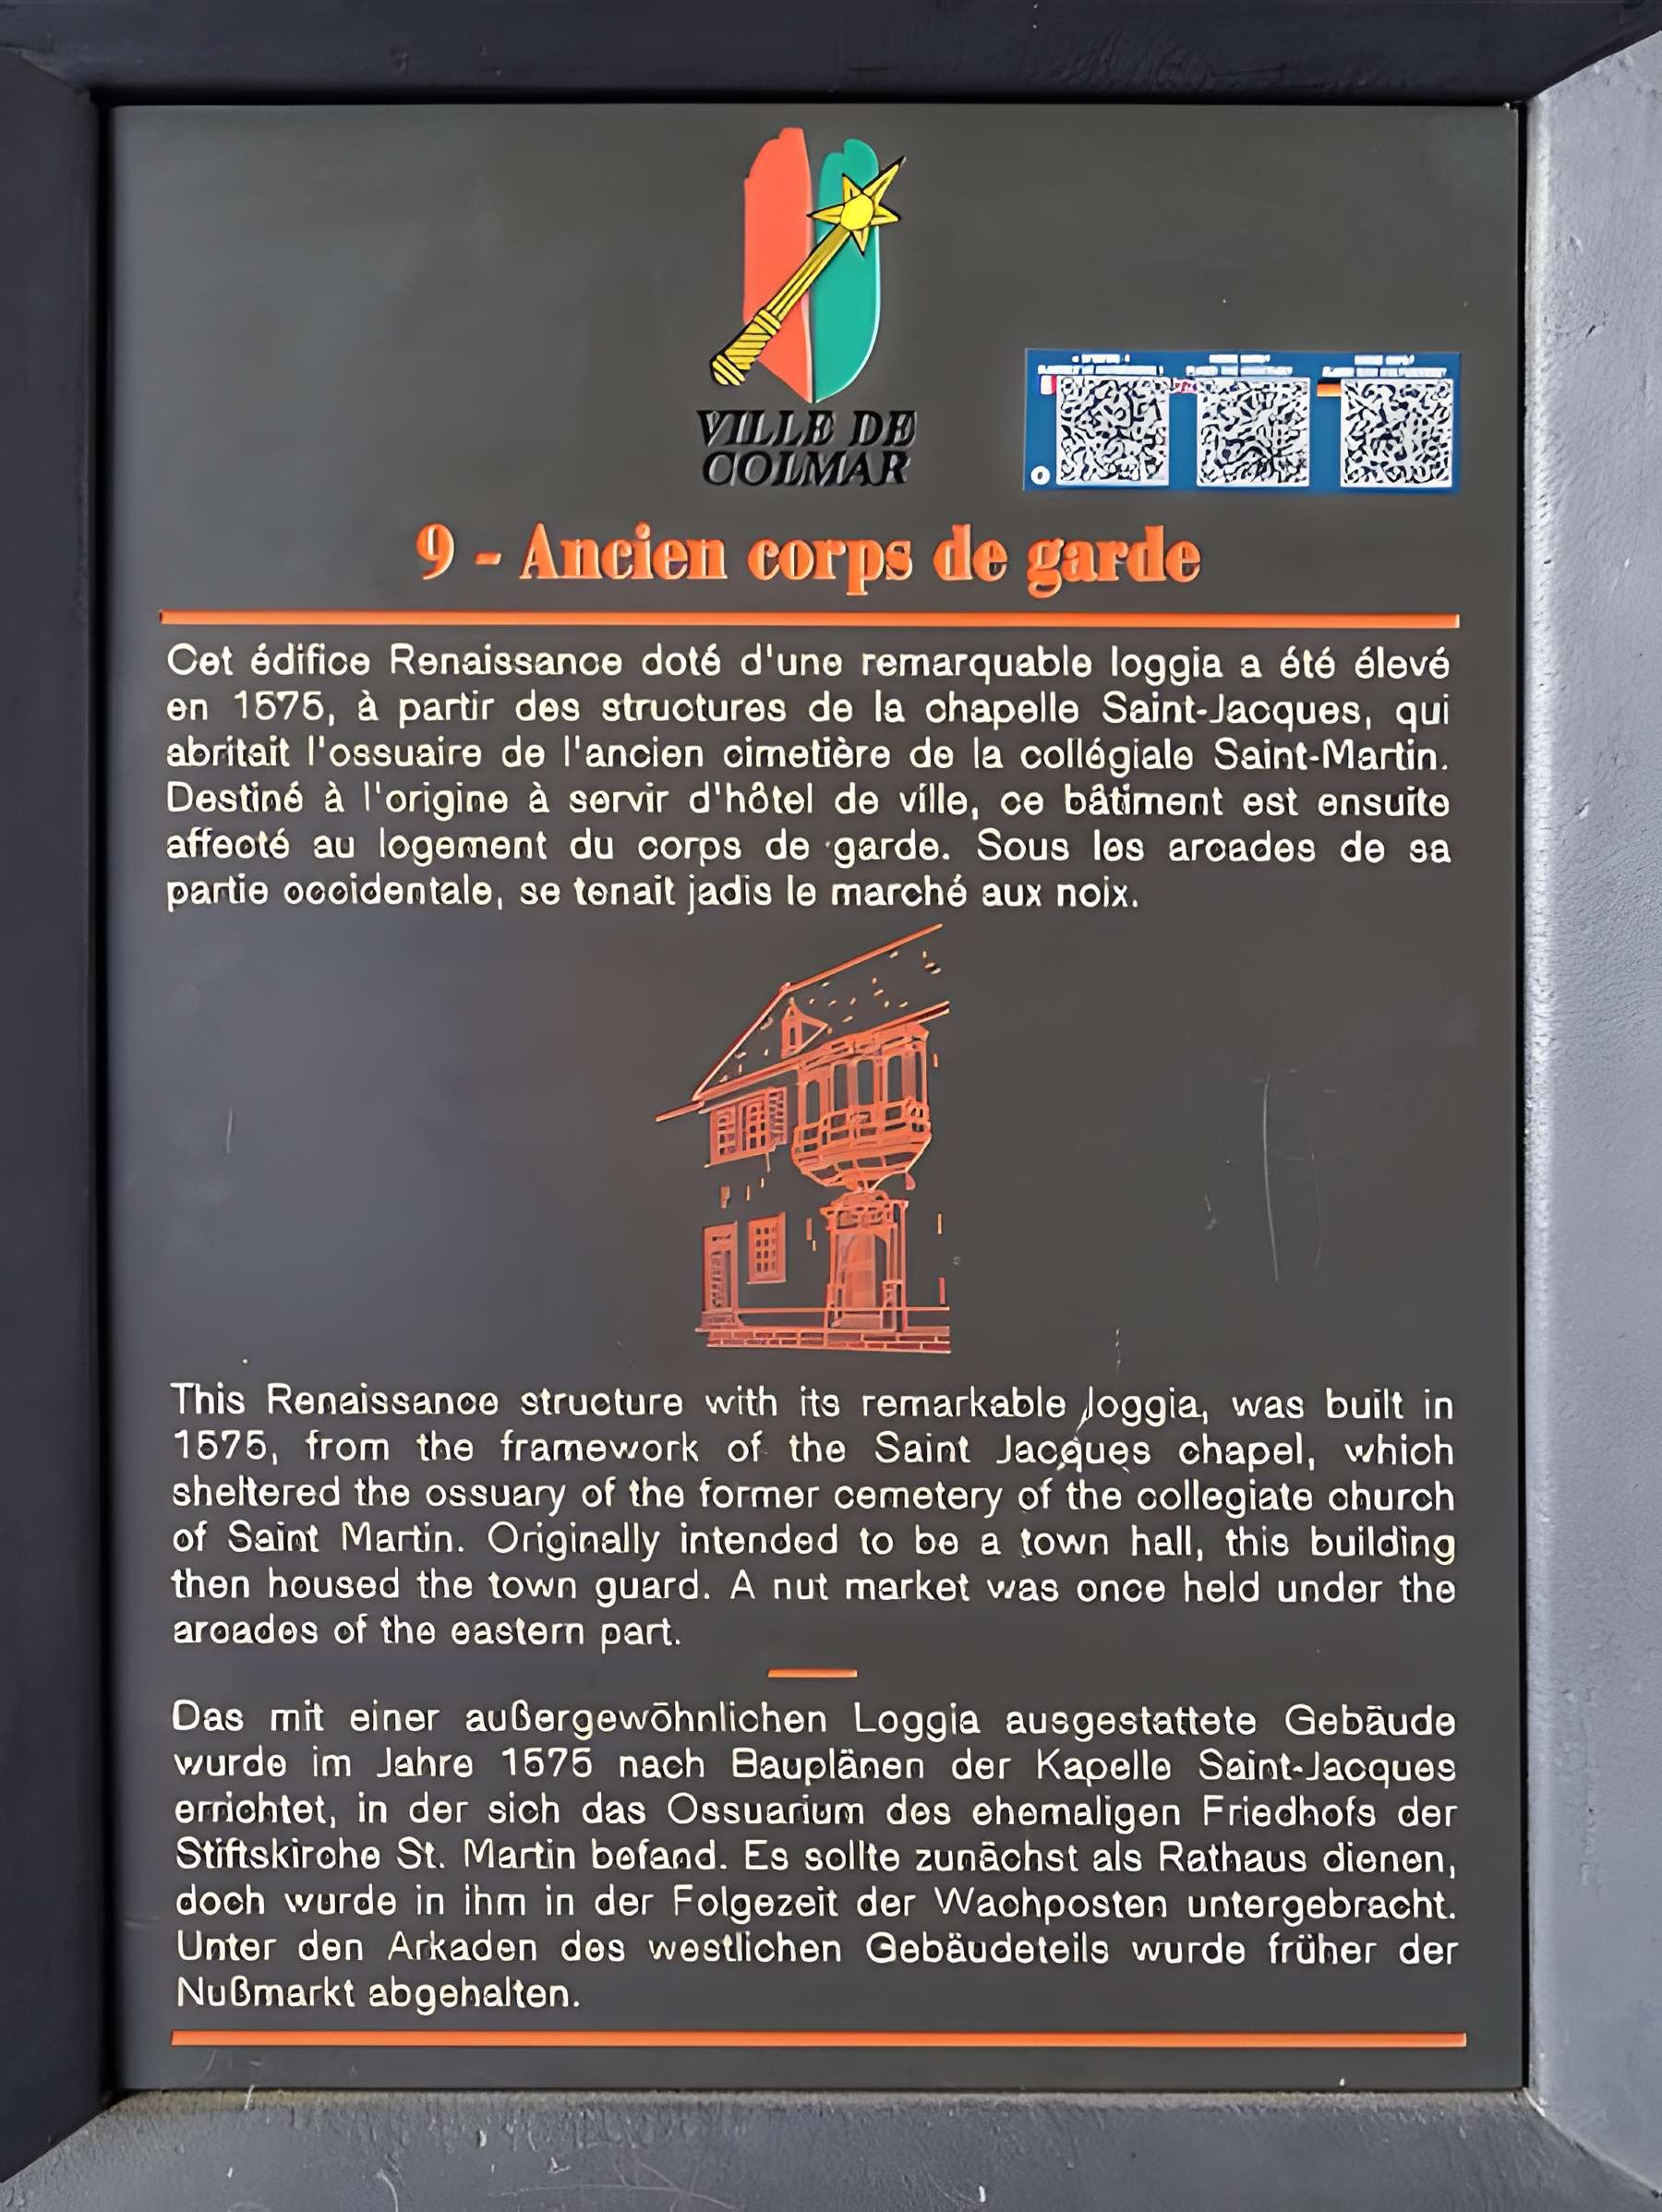 VILLE DE
COLMAR
9 - Ancien corps de garde
Cet édifice Renaissance doté d'une remarquable loggia a été élevé
en 1575, à partir des structures de la chapelle Saint-Jacques, qui
abritait l'ossuaire de l'ancien cimetière de la collégiale Saint-Martin.
Destiné à l'origine à servir d'hôtel de ville, ce bâtiment est ensuite
affecté au logement du corps de garde. Sous les arcades de sa
partie occidentale, se tenait jadis le marché aux noix.
This Renaissance structure with its remarkable loggia, was built in
1575, from the framework of the Saint Jacques chapel, which
sheltered the ossuary of the former cemetery of the collegiate church
of Saint Martin. Originally intended to be a town hall, this building
then housed the town guard. A nut market was once held under the
arcades of the eastern part.
Das mit einer außergewöhnlichen Loggia ausgestattete Gebäude
wurde im Jahre 1575 nach Bauplänen der Kapelle Saint-Jacques
errichtet, in der sich das Ossuarium des ehemaligen Friedhofs der
Stiftskirche St. Martin befand. Es sollte zunächst als Rathaus dienen,
doch wurde in ihm in der Folgezeit der Wachposten untergebracht.
Unter den Arkaden des westlichen Gebäudeteils wurde früher der
Nußmarkt abgehalten.